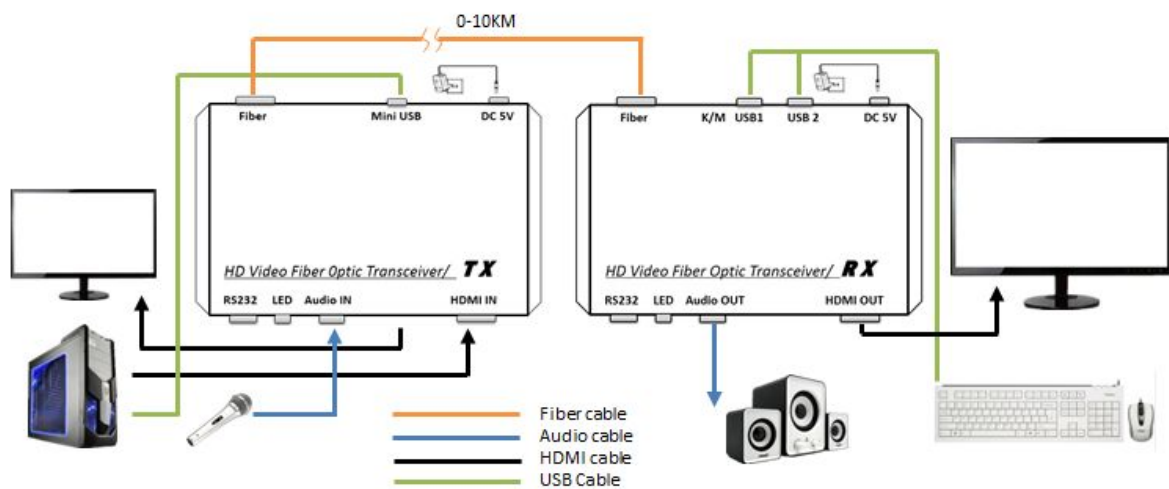 0-10KM
Fiber Mini USB DC 5V
Fiber K/M USB1 USB 2 DC 5V
HD Video Fiber Optic Transceiver/ TX
HD Video Fiber Optic Transceiver/ RX
RS232 LED Audio IN HDMI IN
RS232 LED Audio OUT HDMI OUT
Fiber cable
Audio cable
HDMI cable
USB Cable